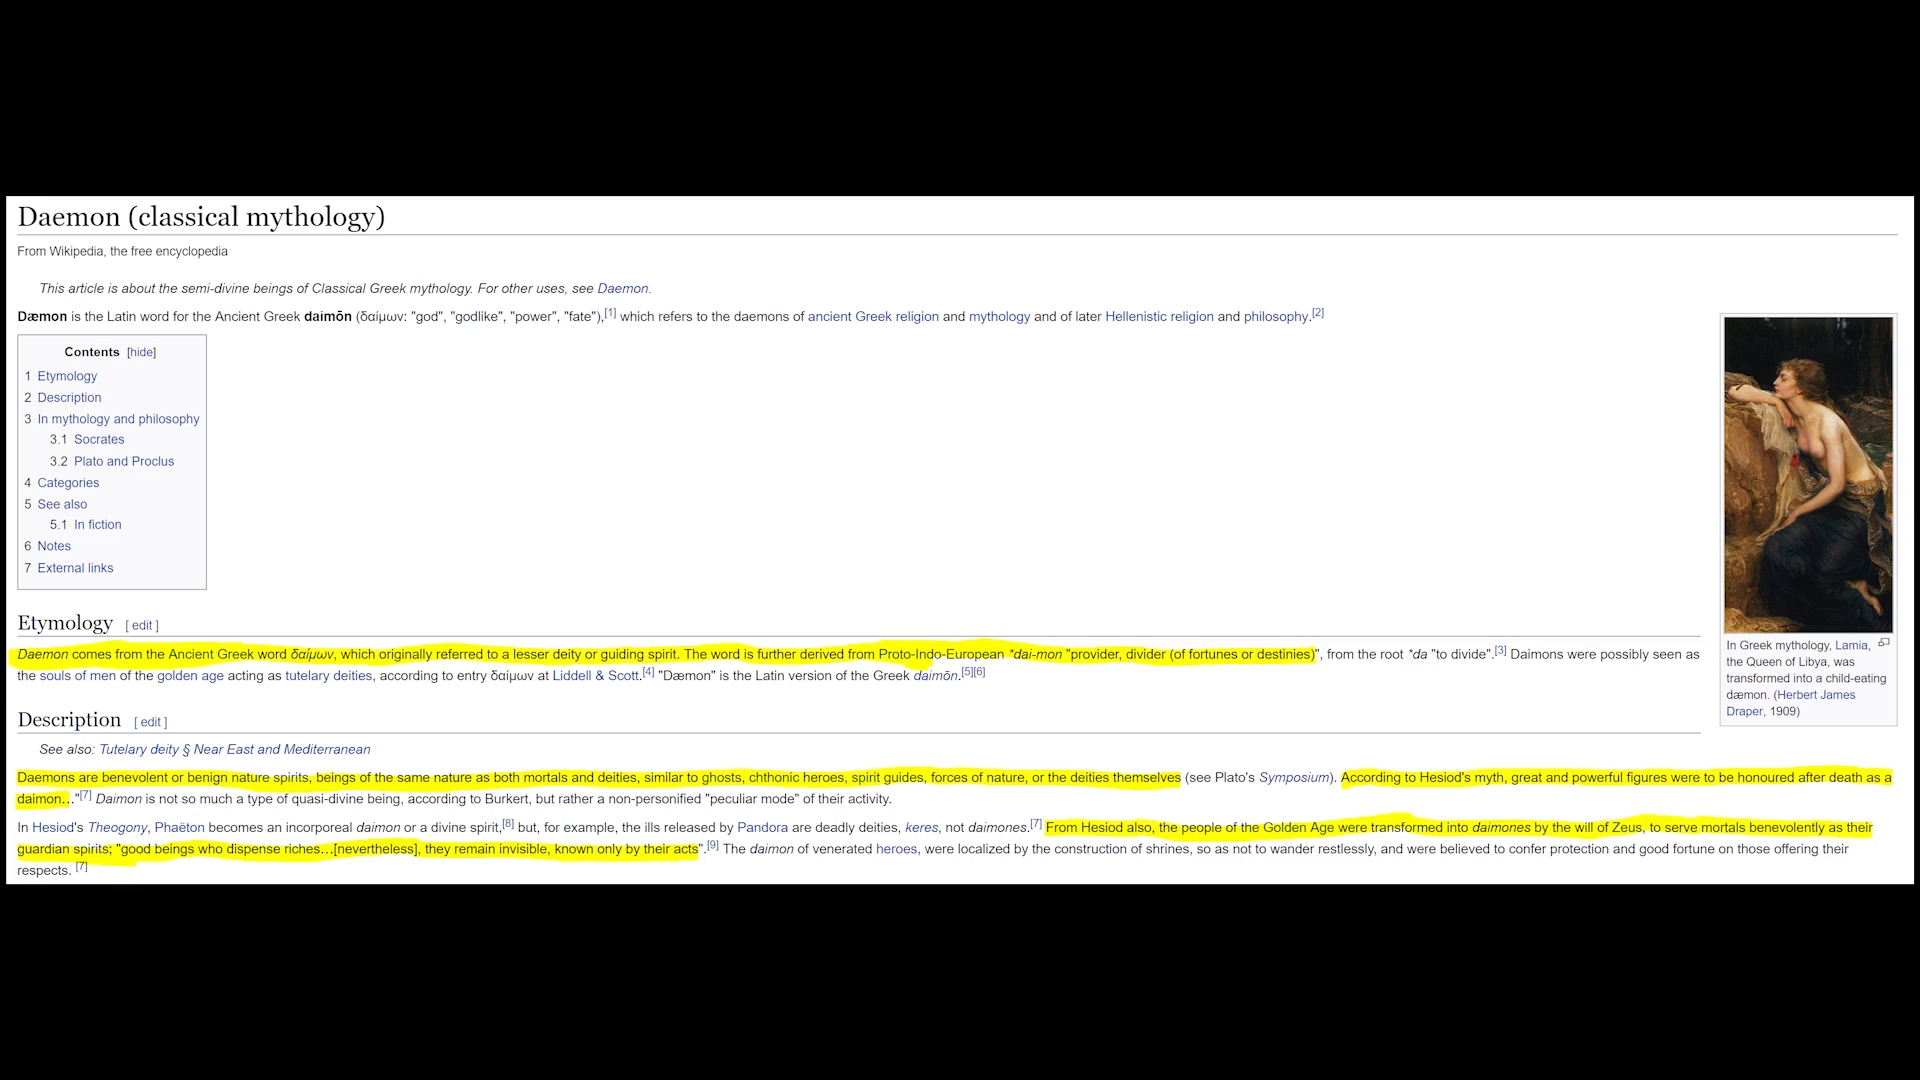 Daemon (classical mythology)
From Wikipedia, the free encyclopedia
This article is about the semi-divine beings of Classical Greek mythology. For other uses, see Daemon.
Dæmon is the Latin word for the Ancient Greek daimōn (δαίμων: "god", "godlike", "power", "fate"),[1] which refers to the daemons of ancient Greek religion and mythology and of later Hellenistic religion and philosophy.[2]
Contents [hide]
1 Etymology
2 Description
3 In mythology and philosophy
3.1 Socrates
3.2 Plato and Proclus
4 Categories
5 See also
5.1 In fiction
6 Notes
7 External links
In Greek mythology, Lamia,
the Queen of Libya, was
transformed into a child-eating
dæmon. (Herbert James
Draper, 1909)
Etymology [ edit ]
Daemon comes from the Ancient Greek word δαίμων, which originally referred to a lesser deity or guiding spirit. The word is further derived from Proto-Indo-European *dai-mon "provider, divider (of fortunes or destinies)", from the root *da "to divide".[3] Daimons were possibly seen as
the souls of men of the golden age acting as tutelary deities, according to entry δαίμων at Liddell & Scott.[4] "Dæmon" is the Latin version of the Greek daimōn.[5][6]
Description [ edit ]
See also: Tutelary deity § Near East and Mediterranean
Daemons are benevolent or benign nature spirits, beings of the same nature as both mortals and deities, similar to ghosts, chthonic heroes, spirit guides, forces of nature, or the deities themselves (see Plato's Symposium). According to Hesiod's myth, great and powerful figures were to be honoured after death as a
daimon..."[7] Daimon is not so much a type of quasi-divine being, according to Burkert, but rather a non-personified "peculiar mode" of their activity.
In Hesiod's Theogony, Phaëton becomes an incorporeal daimon or a divine spirit,[8] but, for example, the ills released by Pandora are deadly deities, keres, not daimones.[7] From Hesiod also, the people of the Golden Age were transformed into daimones by the will of Zeus, to serve mortals benevolently as their
guardian spirits; "good beings who dispense riches…[nevertheless], they remain invisible, known only by their acts".[9] The daimon of venerated heroes, were localized by the construction of shrines, so as not to wander restlessly, and were believed to confer protection and good fortune on those offering their
respects. [7]